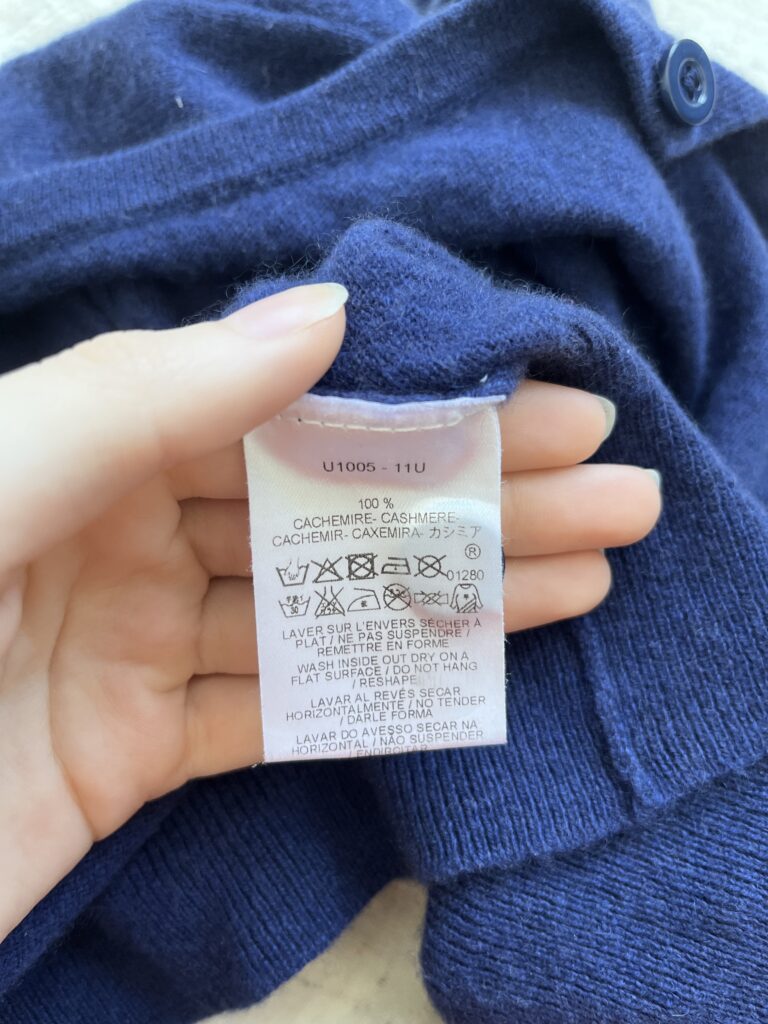 U1005 - 11U
100 %
CACHEMIRE- CASHMERE-
CACHEMIR- CAXEMIRA- カシミア
®
01280
30
LAVER SUR L'ENVERS SÉCHER À
PLAT / NE PAS SUSPENDRE /
REMETTRE EN FORME
WASH INSIDE OUT DRY ON A
FLAT SURFACE / DO NOT HANG
/ RESHAPE
LAVAR AL REVÉS SECAR
HORIZONTALMENTE / NO TENDER
/ DARLE FORMA
LAVAR DO AVESSO SECAR NA
HORIZONTAL / NÃO SUSPENDER